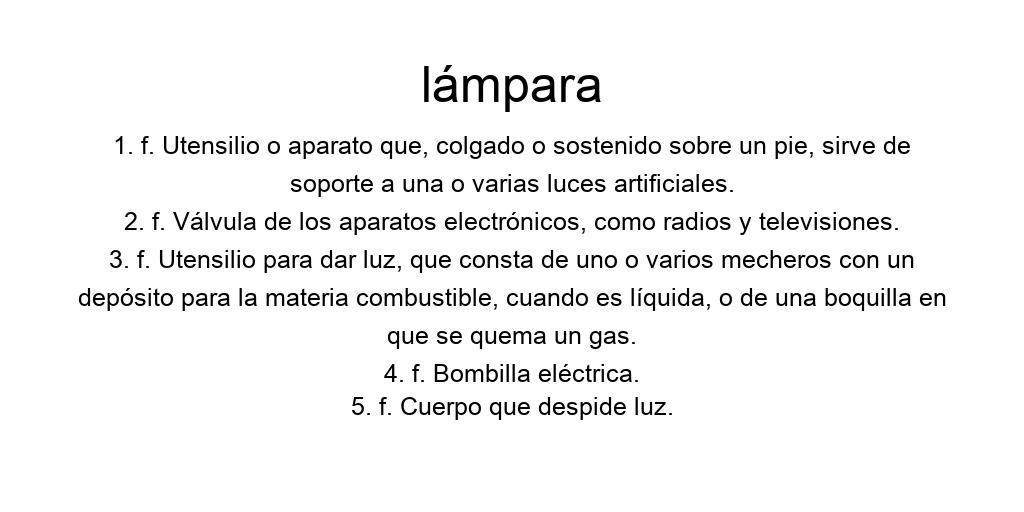 lámpara
1. f. Utensilio o aparato que, colgado o sostenido sobre un pie, sirve de
soporte a una o varias luces artificiales.
2. f. Válvula de los aparatos electrónicos, como radios y televisiones.
3. f. Utensilio para dar luz, que consta de uno o varios mecheros con un
depósito para la materia combustible, cuando es líquida, o de una boquilla en
que se quema un gas.
4. f. Bombilla eléctrica.
5. f. Cuerpo que despide luz.